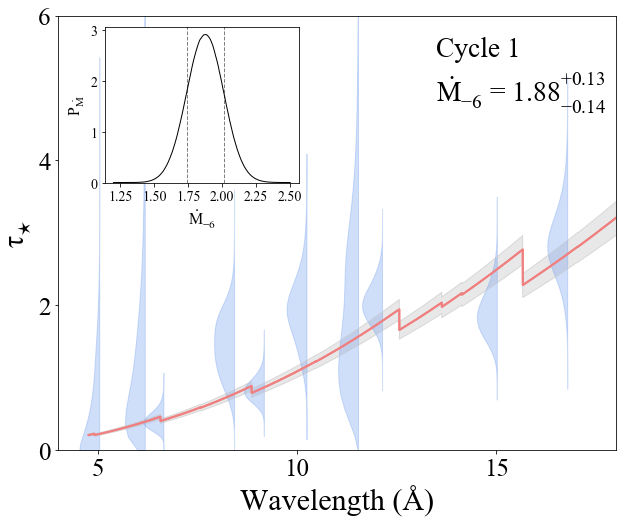 Cycle 1
Ṁ₋₆ = 1.88+0.13
−0.14
P_Ṁ
3
2
1
0
1.25 1.50 1.75 2.00 2.25 2.50
Ṁ₋₆
τ★
6
4
2
0
5 10 15
Wavelength (Å)